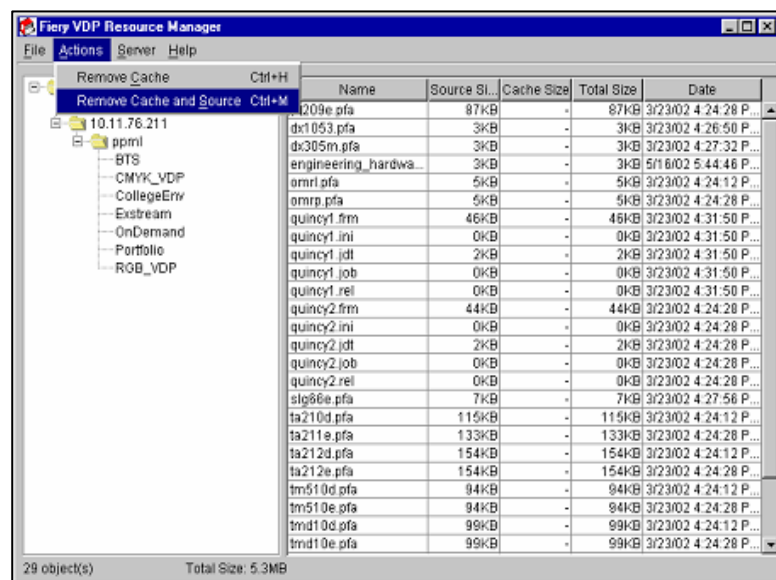 Fiery VDP Resource Manager
File Actions Server Help
Remove Cache Ctrl+H
Remove Cache and Source Ctrl+M
10.11.76.211
ppml
BTS
CMYK_VDP
CollegeEnv
Exstream
OnDemand
Portfolio
RGB_VDP
Name Source Si... Cache Size Total Size Date
209e.pfa 87KB - 87KB 3/23/02 4:24:28 P...
dx1053.pfa 3KB - 3KB 3/23/02 4:26:50 P...
dx305m.pfa 3KB - 3KB 3/23/02 4:27:32 P...
engineering_hardwa... 3KB - 3KB 5/16/02 5:44:46 P...
omrl.pfa 5KB - 5KB 3/23/02 4:24:12 P...
omrp.pfa 5KB - 5KB 3/23/02 4:24:28 P...
quincy1.frm 46KB - 46KB 3/23/02 4:31:50 P...
quincy1.ini 0KB - 0KB 3/23/02 4:31:50 P...
quincy1.jdt 2KB - 2KB 3/23/02 4:31:50 P...
quincy1.job 0KB - 0KB 3/23/02 4:31:50 P...
quincy1.rel 0KB - 0KB 3/23/02 4:31:50 P...
quincy2.frm 44KB - 44KB 3/23/02 4:24:28 P...
quincy2.ini 0KB - 0KB 3/23/02 4:24:28 P...
quincy2.jdt 2KB - 2KB 3/23/02 4:24:28 P...
quincy2.job 0KB - 0KB 3/23/02 4:24:28 P...
quincy2.rel 0KB - 0KB 3/23/02 4:24:28 P...
slg66e.pfa 7KB - 7KB 3/23/02 4:27:56 P...
ta210d.pfa 115KB - 115KB 3/23/02 4:24:12 P...
ta211e.pfa 133KB - 133KB 3/23/02 4:24:28 P...
ta212d.pfa 154KB - 154KB 3/23/02 4:24:12 P...
ta212e.pfa 154KB - 154KB 3/23/02 4:24:28 P...
tm510d.pfa 94KB - 94KB 3/23/02 4:24:12 P...
tm510e.pfa 94KB - 94KB 3/23/02 4:24:28 P...
tmd10d.pfa 99KB - 99KB 3/23/02 4:24:12 P...
tmd10e.pfa 99KB - 99KB 3/23/02 4:24:28 P...
29 object(s) Total Size: 5.3MB